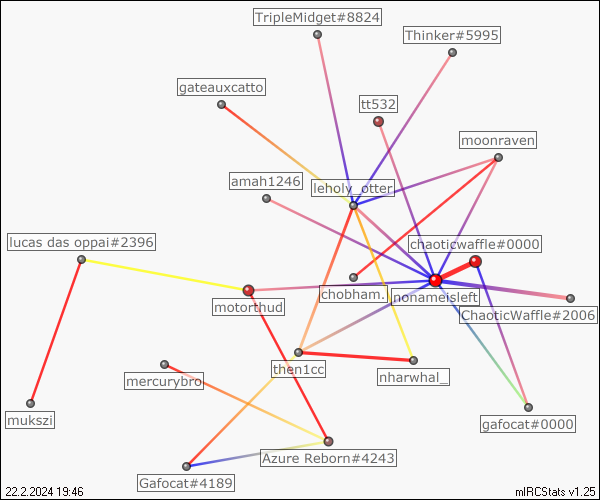 TripleMidget#8824
Thinker#5995
gateauxcatto
tt532
moonraven
amah1246
leholy_otter
lucas das oppai#2396
chaoticwaffle#0000
chobham.
nonameisleft
motorthud
ChaoticWaffle#2006
then1cc
nharwhal_
mercurybro
mukszi
gafocat#0000
Azure Reborn#4243
Gafocat#4189
22.2.2024 19:46
mIRCStats v1.25